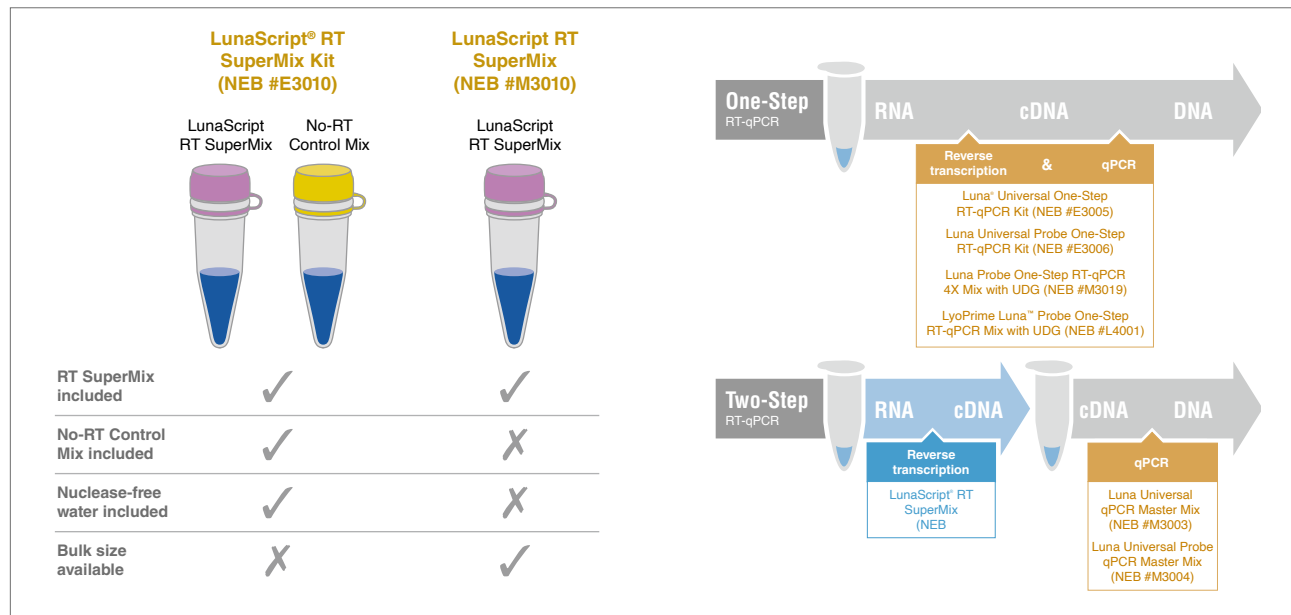 LunaScript® RT
SuperMix Kit
(NEB #E3010)
LunaScript RT
SuperMix
(NEB #M3010)
LunaScript
RT SuperMix
No-RT
Control Mix
LunaScript
RT SuperMix
RT SuperMix
included
✓
✓
No-RT Control
Mix included
✓
✗
Nuclease-free
water included
✓
✗
Bulk size
available
✗
✓
One-Step
RT-qPCR
RNA
cDNA
DNA
Reverse
transcription
&
qPCR
Luna® Universal One-Step
RT-qPCR Kit (NEB #E3005)
Luna Universal Probe One-Step
RT-qPCR Kit (NEB #E3006)
Luna Probe One-Step RT-qPCR
4X Mix with UDG (NEB #M3019)
LyoPrime Luna™ Probe One-Step
RT-qPCR Mix with UDG (NEB #L4001)
Two-Step
RT-qPCR
RNA
cDNA
cDNA
DNA
Reverse
transcription
LunaScript® RT
SuperMix
(NEB
qPCR
Luna Universal
qPCR Master Mix
(NEB #M3003)
Luna Universal Probe
qPCR Master Mix
(NEB #M3004)